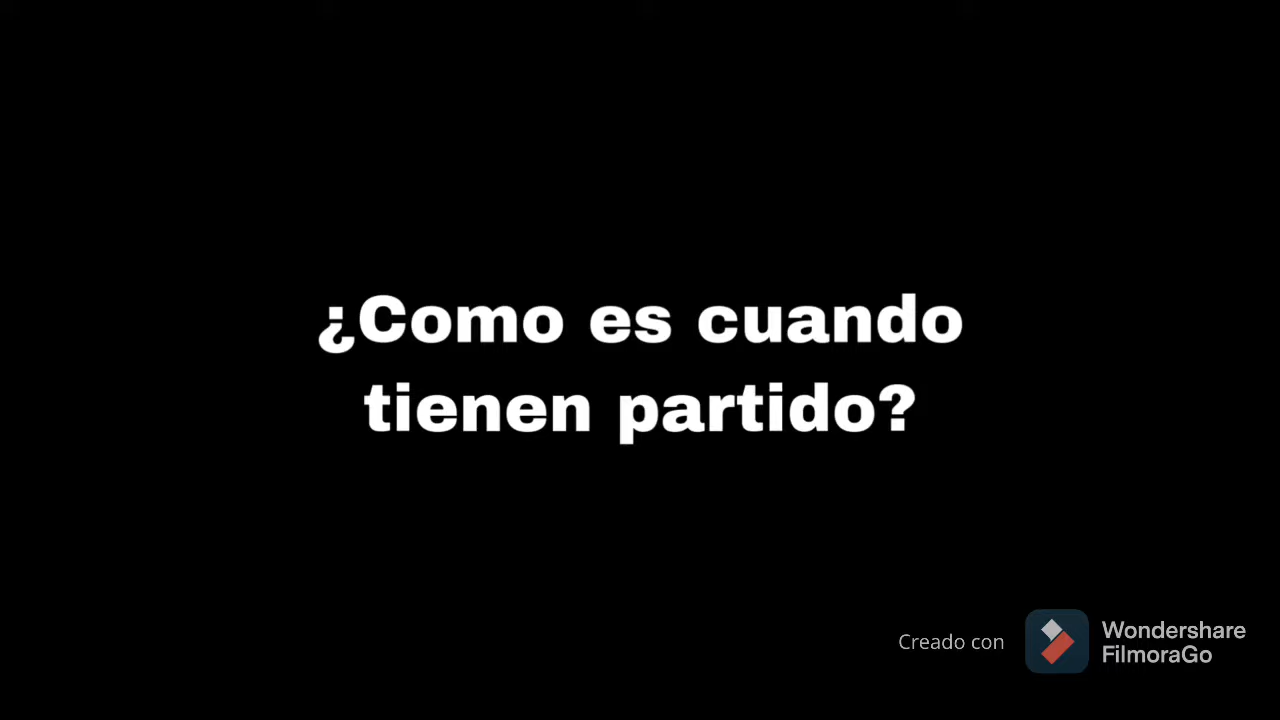 ¿Como es cuando
tienen partido?
Creado con
Wondershare
FilmoraGo